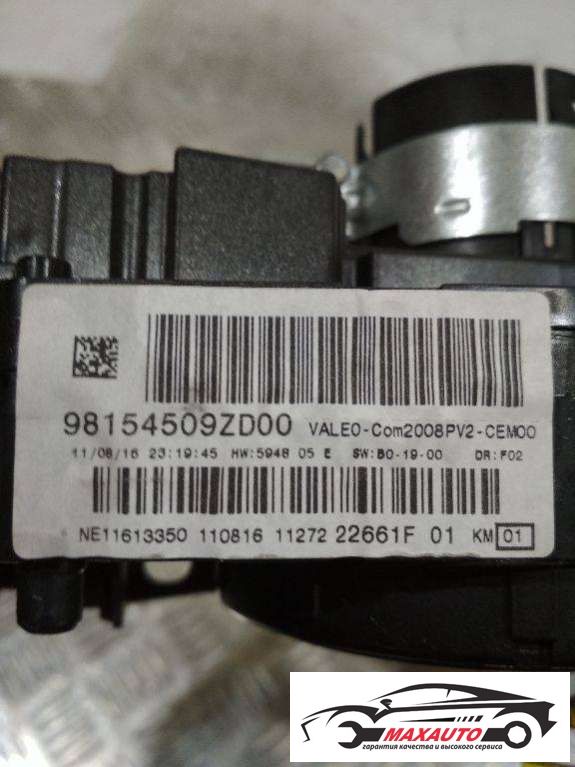 98154509ZD00 VALEO-Com2008PV2-CEM00
11/08/16 23:19:45 HW:5948 05 E SW:B0-19-00 DR:F02
NE11613350 110816 11272 22661F 01 KM 01
MAXAUTO
гарантия качества и высокого сервиса